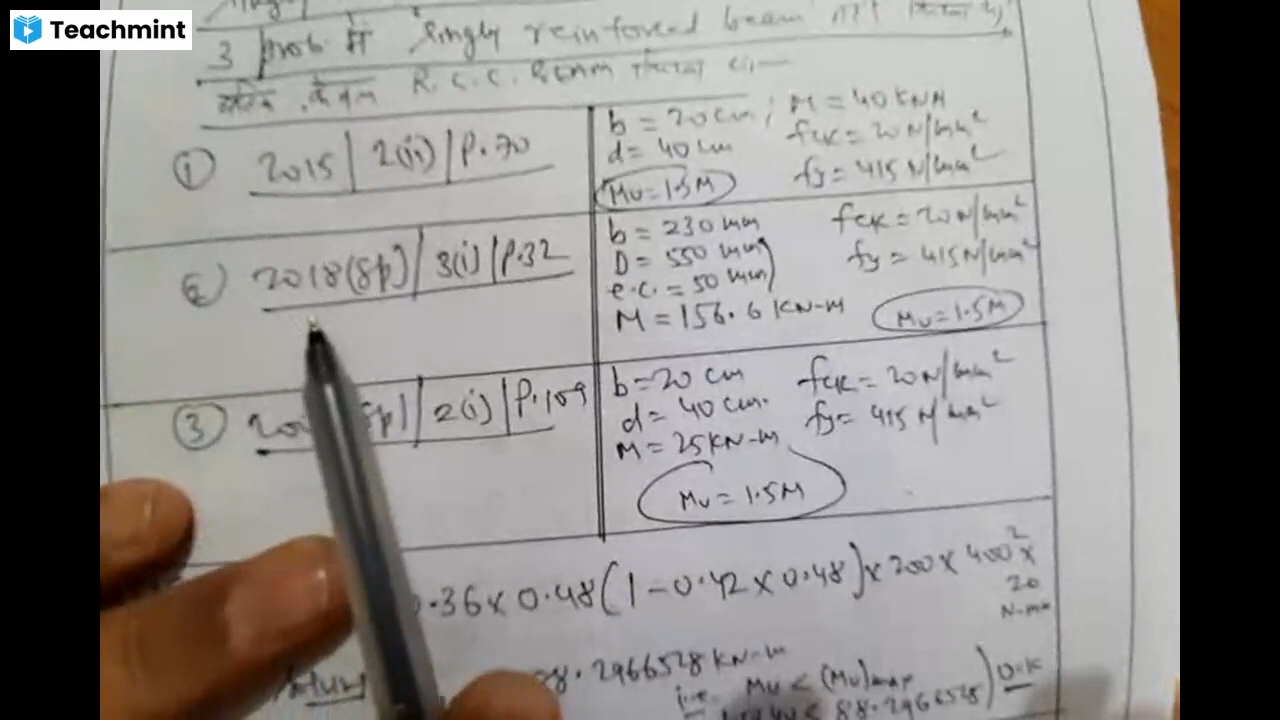 Teachmint
3 prob में Singly reinforced beam
R.C.C. Beam
① 2015 | 2(ii) | P.70
b = 20 cm ; M = 40 KNM
d = 40 cm fck = 20 N/mm²
Mu = 1.5M fy = 415 N/mm²
② 2018(Sp) | 3(i) | P.32
b = 230 mm fck = 20 N/mm²
D = 550 mm fy = 415 N/mm²
e.c. = 50 mm
M = 156.6 KN-m Mu = 1.5M
③ 2(i) | P.109
b = 20 cm fck = 20 N/mm²
d = 40 cm. fy = 415 N/mm²
M = 25 KN-m
Mu = 1.5M
.36 × 0.48 (1 - 0.42 × 0.48) × 200 × 400² ×
20
N-mm
8.2966528 KN-m
i.e. Mu < (Mu)max
< 88.2966528) O.K